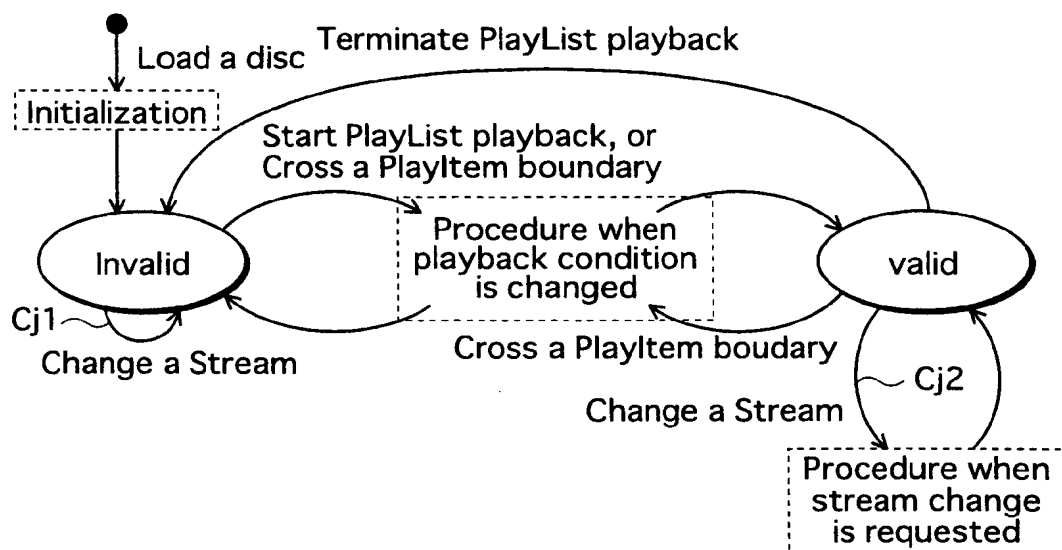 Load a disc
Terminate PlayList playback
Initialization
Start PlayList playback, or
Cross a PlayItem boundary
Invalid
Procedure when
playback condition
is changed
valid
Cj1
Change a Stream
Cross a PlayItem boudary
Cj2
Change a Stream
Procedure when
stream change
is requested